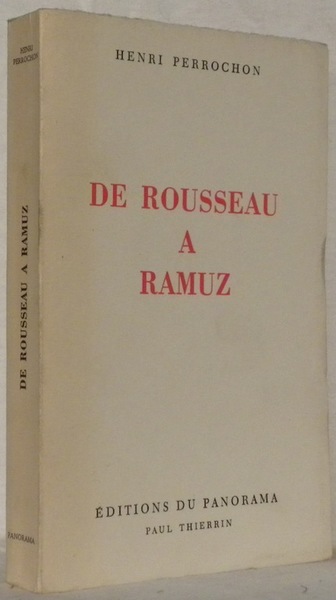 HENRI PERROCHON
DE ROUSSEAU
A
RAMUZ
ÉDITIONS DU PANORAMA
PAUL THIERRIN
HENRI
PERROCHON
DE ROUSSEAU A RAMUZ
PANORAMA